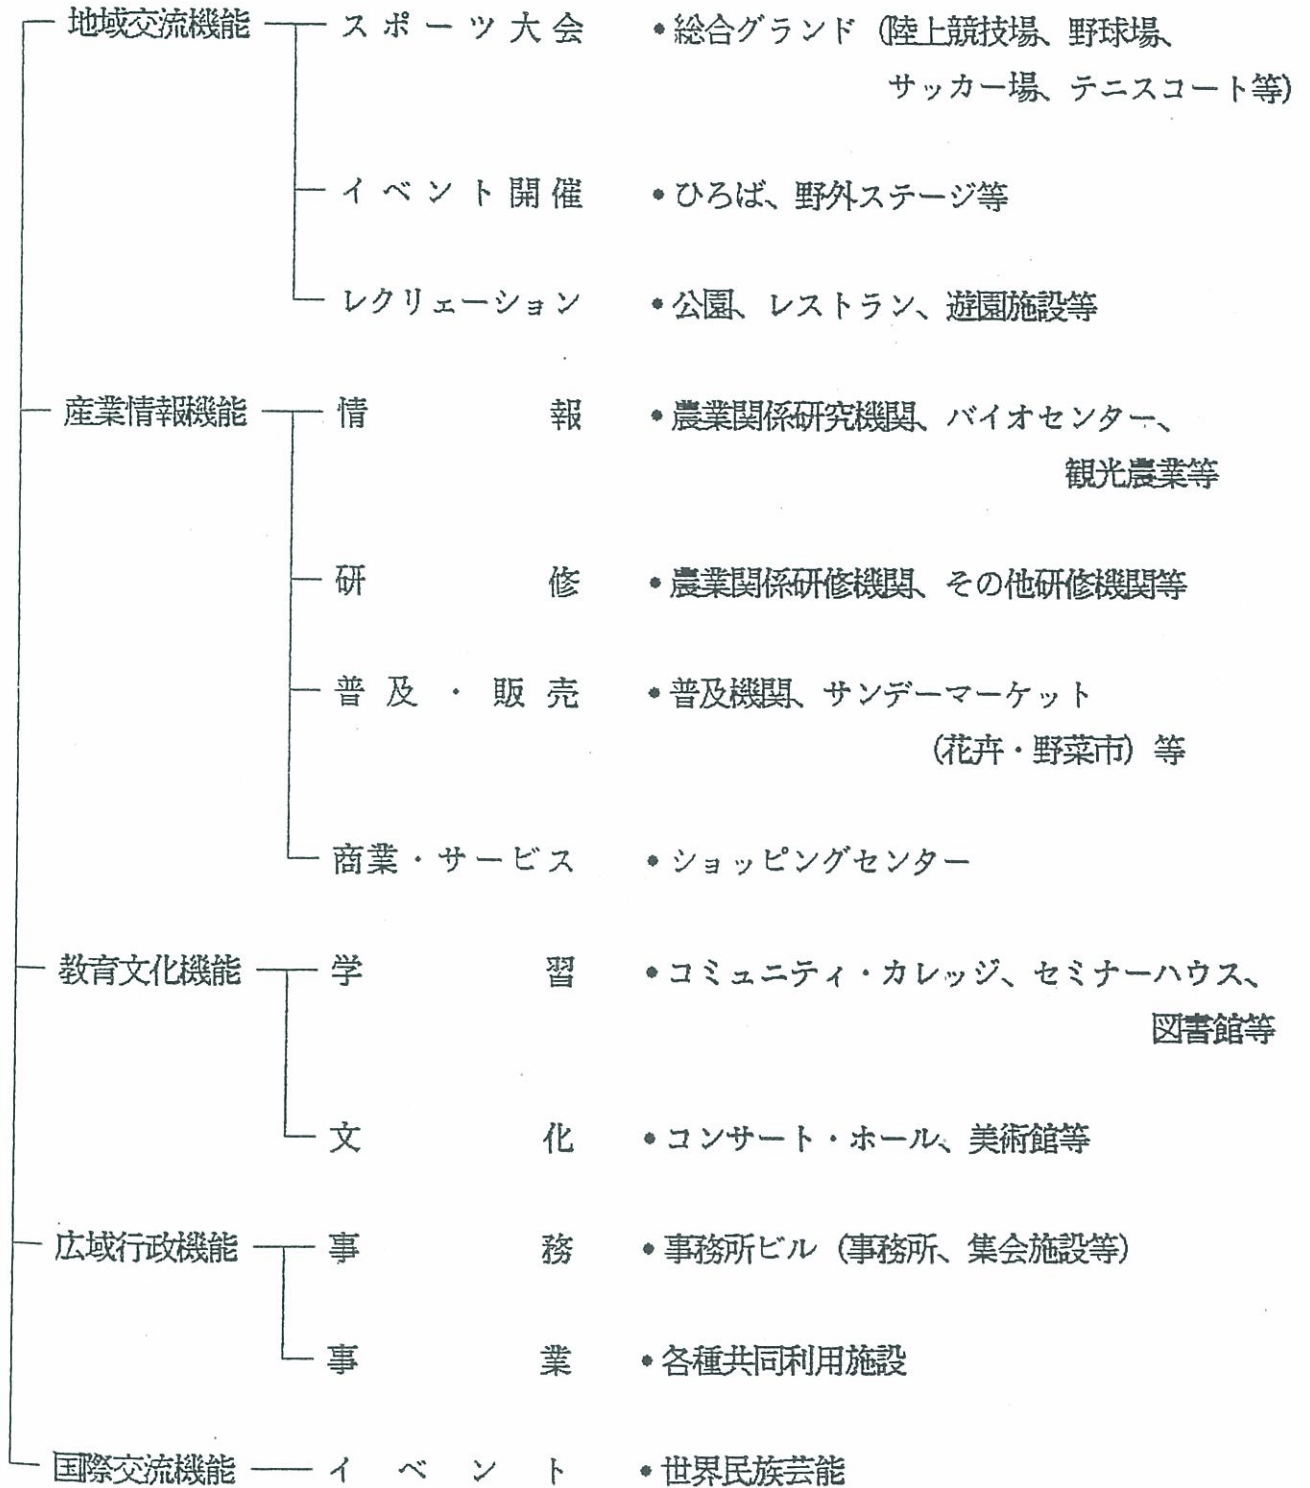 地域交流機能 スポーツ大会 •総合グランド（陸上競技場、野球場、
サッカー場、テニスコート等）
イベント開催 •ひろば、野外ステージ等
レクリェーション •公園、レストラン、遊園施設等
産業情報機能 情報 •農業関係研究機関、バイオセンター、
観光農業等
研修 •農業関係研修機関、その他研修機関等
普及・販売 •普及機関、サンデーマーケット
（花卉・野菜市）等
商業・サービス •ショッピングセンター
教育文化機能 学習 •コミュニティ・カレッジ、セミナーハウス、
図書館等
文化 •コンサート・ホール、美術館等
広域行政機能 事務 •事務所ビル（事務所、集会施設等）
事業 •各種共同利用施設
国際交流機能 イベント •世界民族芸能